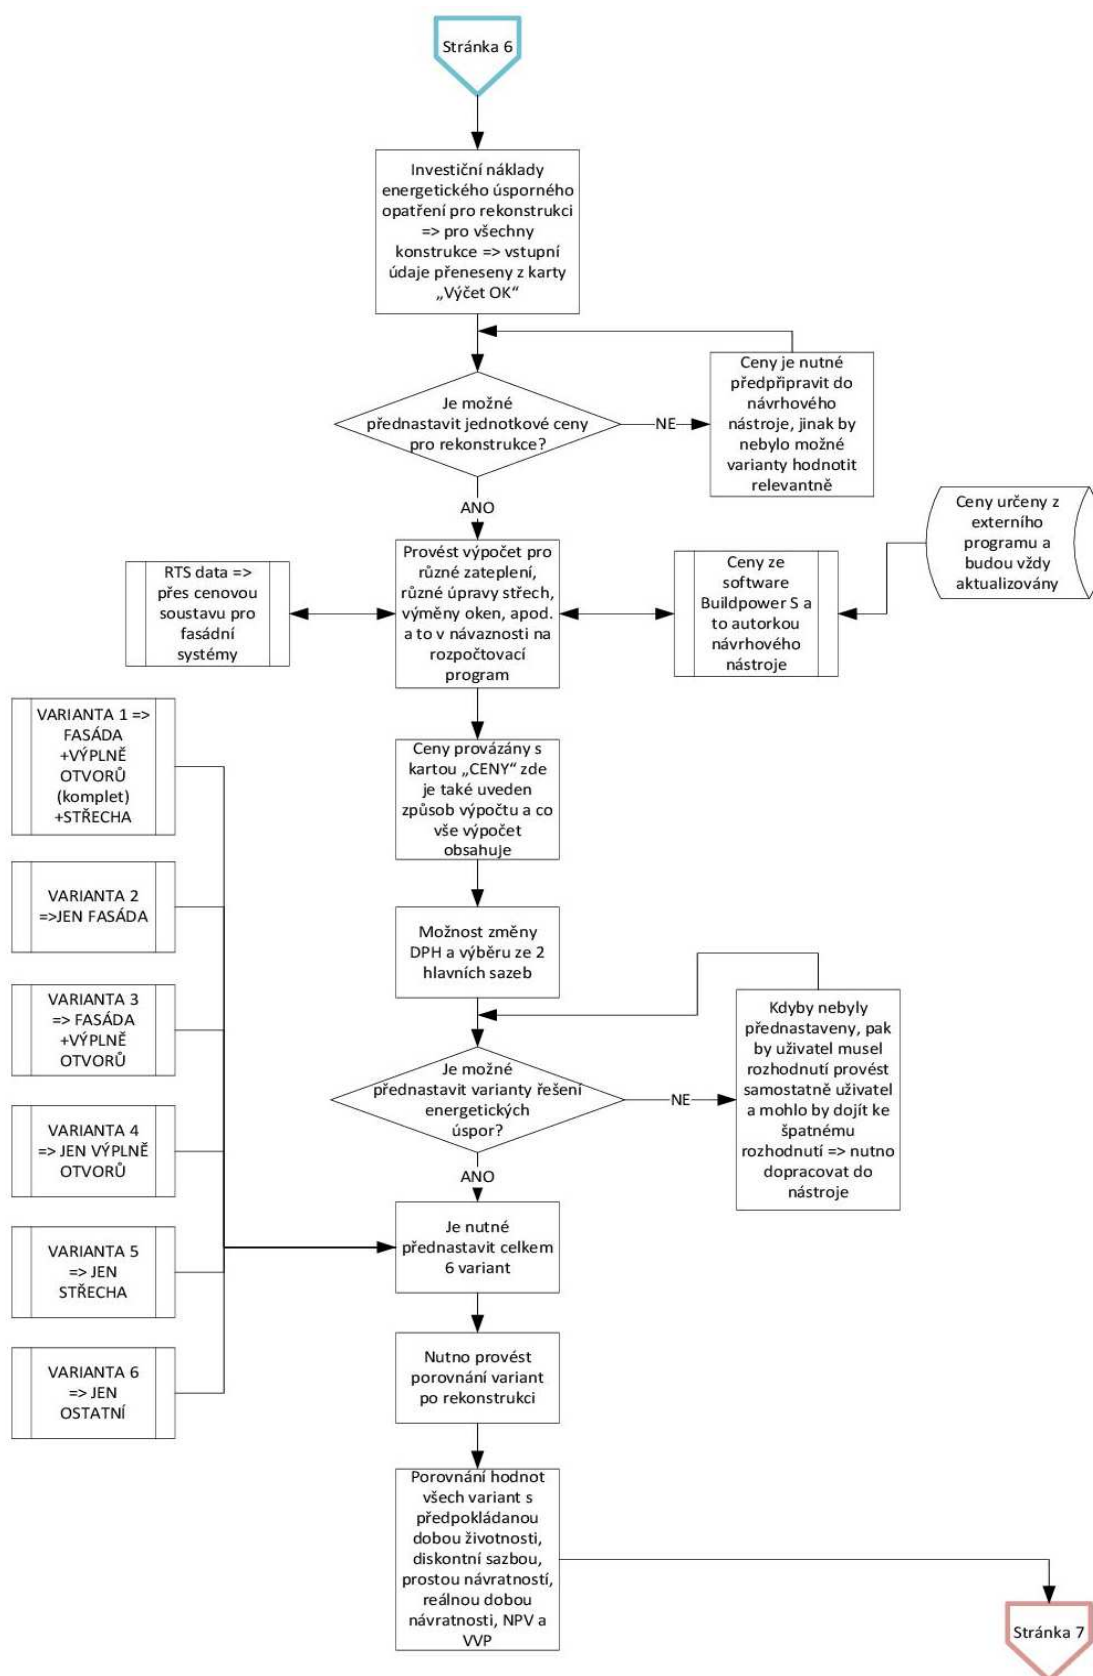 Stránka 6
Investiční náklady
energetického úsporného
opatření pro rekonstrukci
=> pro všechny
konstrukce => vstupní
údaje přeneseny z karty
„Výčet OK“
Je možné
přednastavit jednotkové ceny
pro rekonstrukce?
NE
Ceny je nutné
předpřipravit do
návrhového
nástroje, jinak by
nebylo možné
varianty hodnotit
relevantně
ANO
Provést výpočet pro
různé zateplení,
různé úpravy střech,
výměny oken, apod.
a to v návaznosti na
rozpočtovací
program
RTS data =>
přes cenovou
soustavu pro
fasádní
systémy
Ceny ze
software
Buildpower S a
to autorkou
návrhového
nástroje
Ceny určeny z
externího
programu a
budou vždy
aktualizovány
Ceny provázány s
kartou „CENY“ zde
je také uveden
způsob výpočtu a co
vše výpočet
obsahuje
Možnost změny
DPH a výběru ze 2
hlavních sazeb
Je možné
přednastavit varianty řešení
energetických
úspor?
NE
Kdyby nebyly
přednastaveny, pak
by uživatel musel
rozhodnutí provést
samostatně uživatel
a mohlo by dojít ke
špatnému
rozhodnutí => nutno
dopracovat do
nástroje
ANO
VARIANTA 1 =>
FASÁDA
+VÝPLNĚ
OTVORŮ
(komplet)
+STŘECHA
VARIANTA 2
=>JEN FASÁDA
VARIANTA 3
=> FASÁDA
+VÝPLNĚ
OTVORŮ
VARIANTA 4
=> JEN VÝPLNĚ
OTVORŮ
VARIANTA 5
=> JEN
STŘECHA
VARIANTA 6
=> JEN
OSTATNÍ
Je nutné
přednastavit celkem
6 variant
Nutno provést
porovnání variant
po rekonstrukci
Porovnání hodnot
všech variant s
předpokládanou
dobou životnosti,
diskontní sazbou,
prostou návratností,
reálnou dobou
návratnosti, NPV a
VVP
Stránka 7